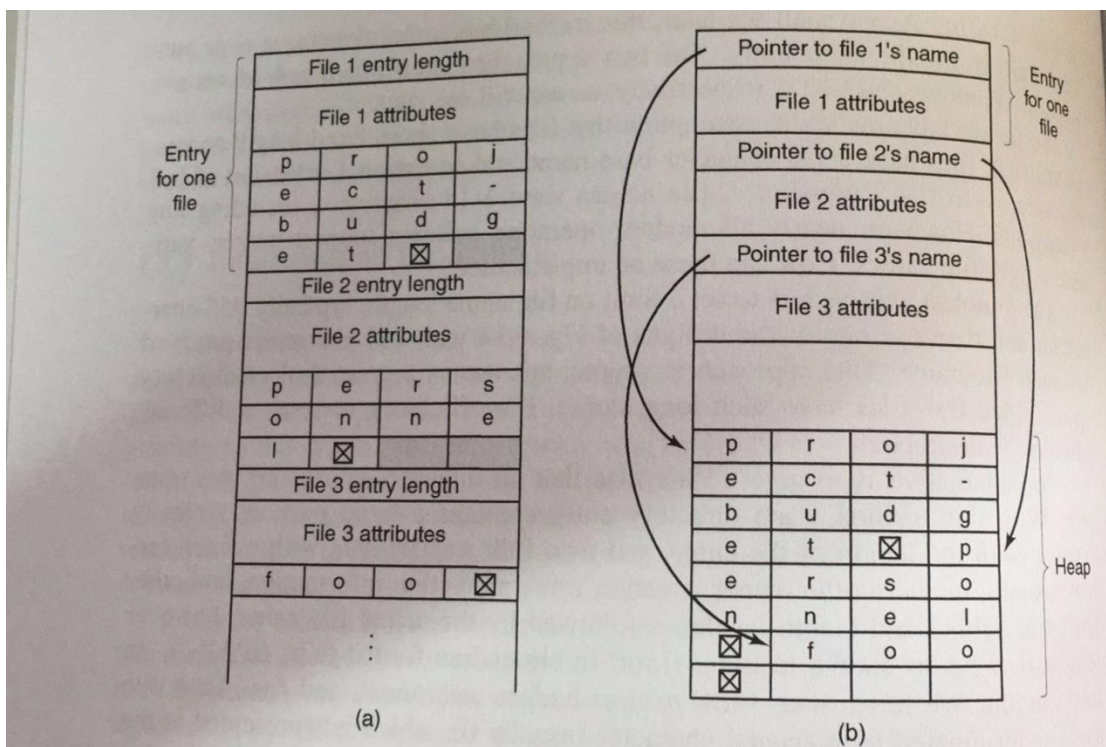 File 1 entry length
File 1 attributes
Entry
for one
file
p r o j
e c t -
b u d g
e t ☒
File 2 entry length
File 2 attributes
p e r s
o n n e
l ☒
File 3 entry length
File 3 attributes
f o o ☒
⋮
(a)
Pointer to file 1's name
File 1 attributes
Entry
for one
file
Pointer to file 2's name
File 2 attributes
Pointer to file 3's name
File 3 attributes
p r o j
e c t -
b u d g
e t ☒ p
e r s o
n n e l
☒ f o o
☒
Heap
(b)